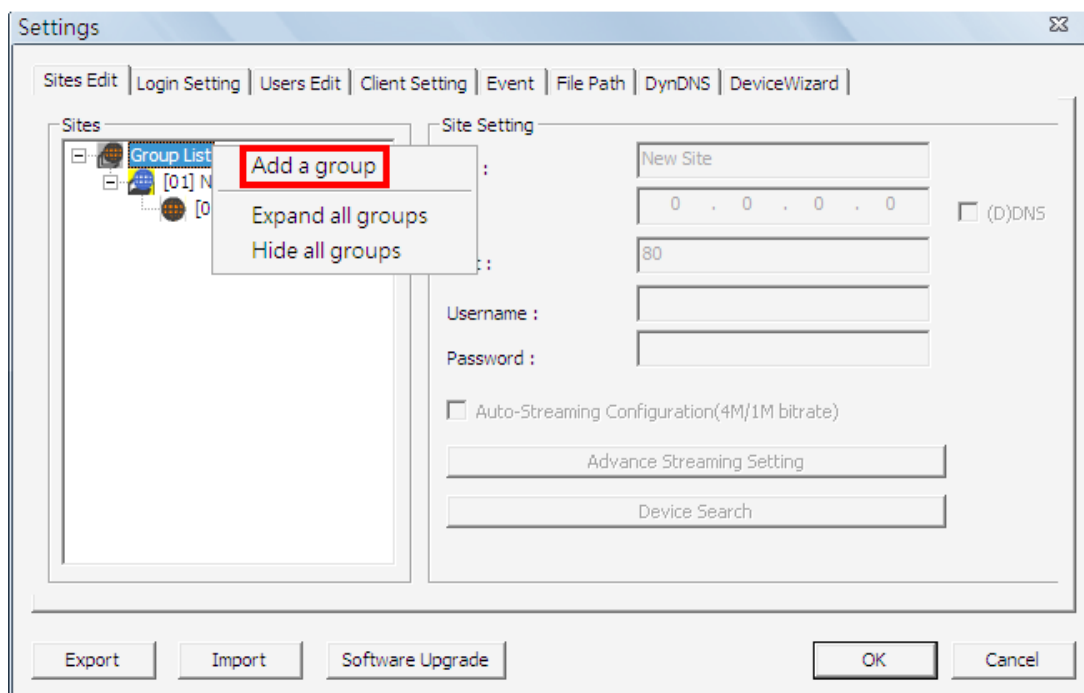 Settings
Sites Edit Login Setting Users Edit Client Setting Event File Path DynDNS DeviceWizard
Sites
Group List
[01] N
[0
Add a group
Expand all groups
Hide all groups
Site Setting
:
New Site
0 . 0 . 0 . 0
(D)DNS
:
80
Username :
Password :
Auto-Streaming Configuration(4M/1M bitrate)
Advance Streaming Setting
Device Search
Export Import Software Upgrade OK Cancel